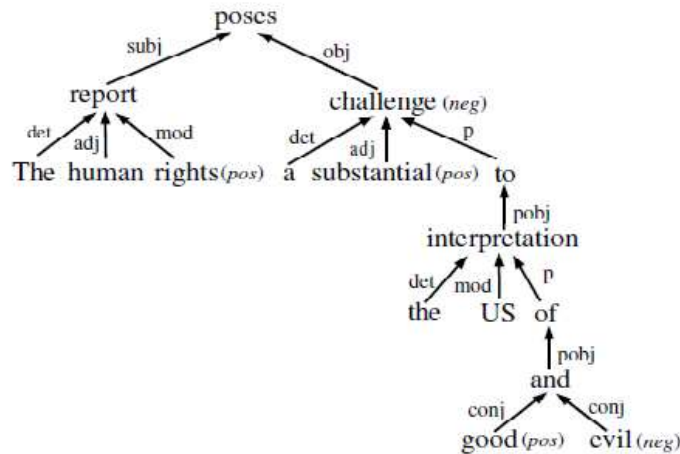 poses
subj obj
report challenge (neg)
det adj mod det adj p
The human rights (pos) a substantial (pos) to
pobj
interpretation
det mod p
the US of
pobj
and
conj conj
good (pos) evil (neg)